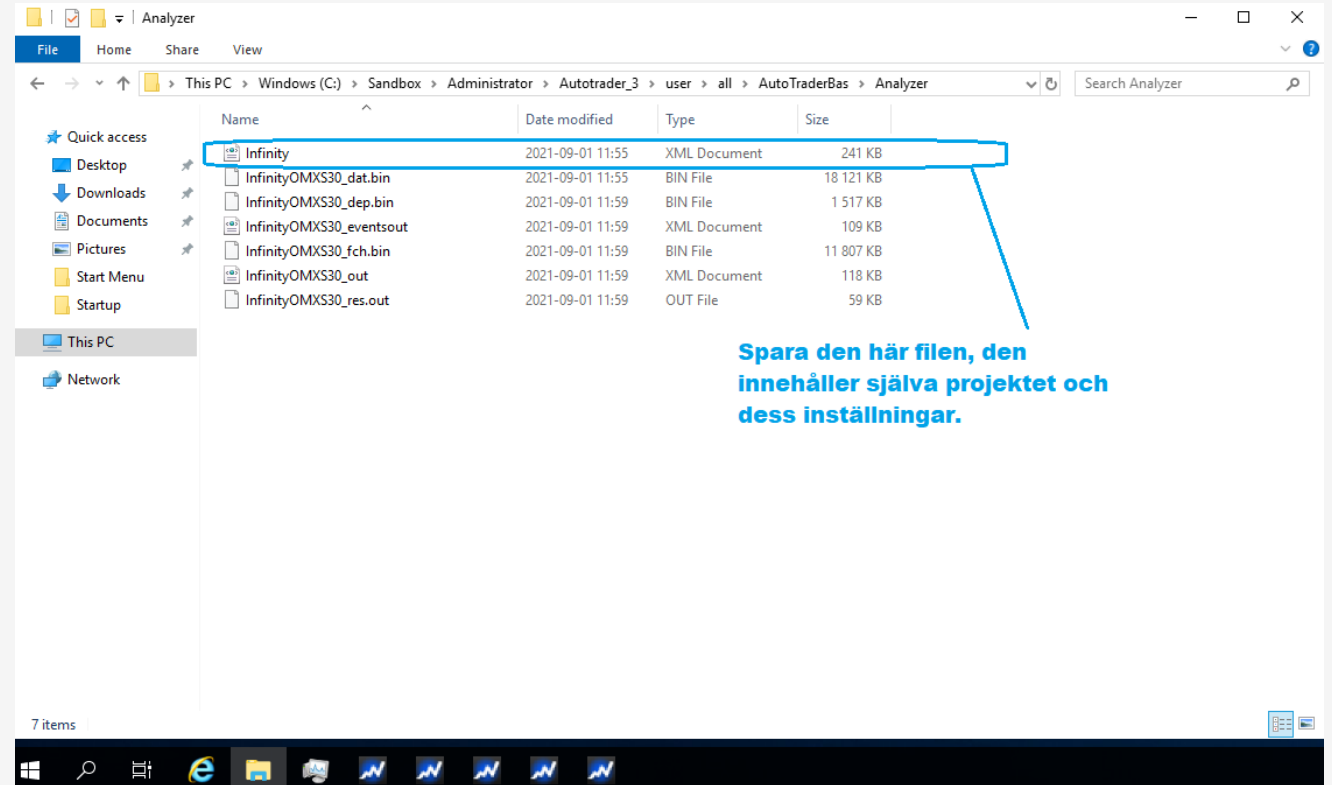 Analyzer
File Home Share View
This PC > Windows (C:) > Sandbox > Administrator > Autotrader_3 > user > all > AutoTraderBas > Analyzer
Search Analyzer
Name Date modified Type Size
Quick access
Desktop
Downloads
Documents
Pictures
Start Menu
Startup
This PC
Network
Infinity 2021-09-01 11:55 XML Document 241 KB
InfinityOMXS30_dat.bin 2021-09-01 11:55 BIN File 18 121 KB
InfinityOMXS30_dep.bin 2021-09-01 11:59 BIN File 1 517 KB
InfinityOMXS30_eventsout 2021-09-01 11:59 XML Document 109 KB
InfinityOMXS30_fch.bin 2021-09-01 11:59 BIN File 11 807 KB
InfinityOMXS30_out 2021-09-01 11:59 XML Document 118 KB
InfinityOMXS30_res.out 2021-09-01 11:59 OUT File 59 KB
Spara den här filen, den
innehåller själva projektet och
dess inställningar.
7 items